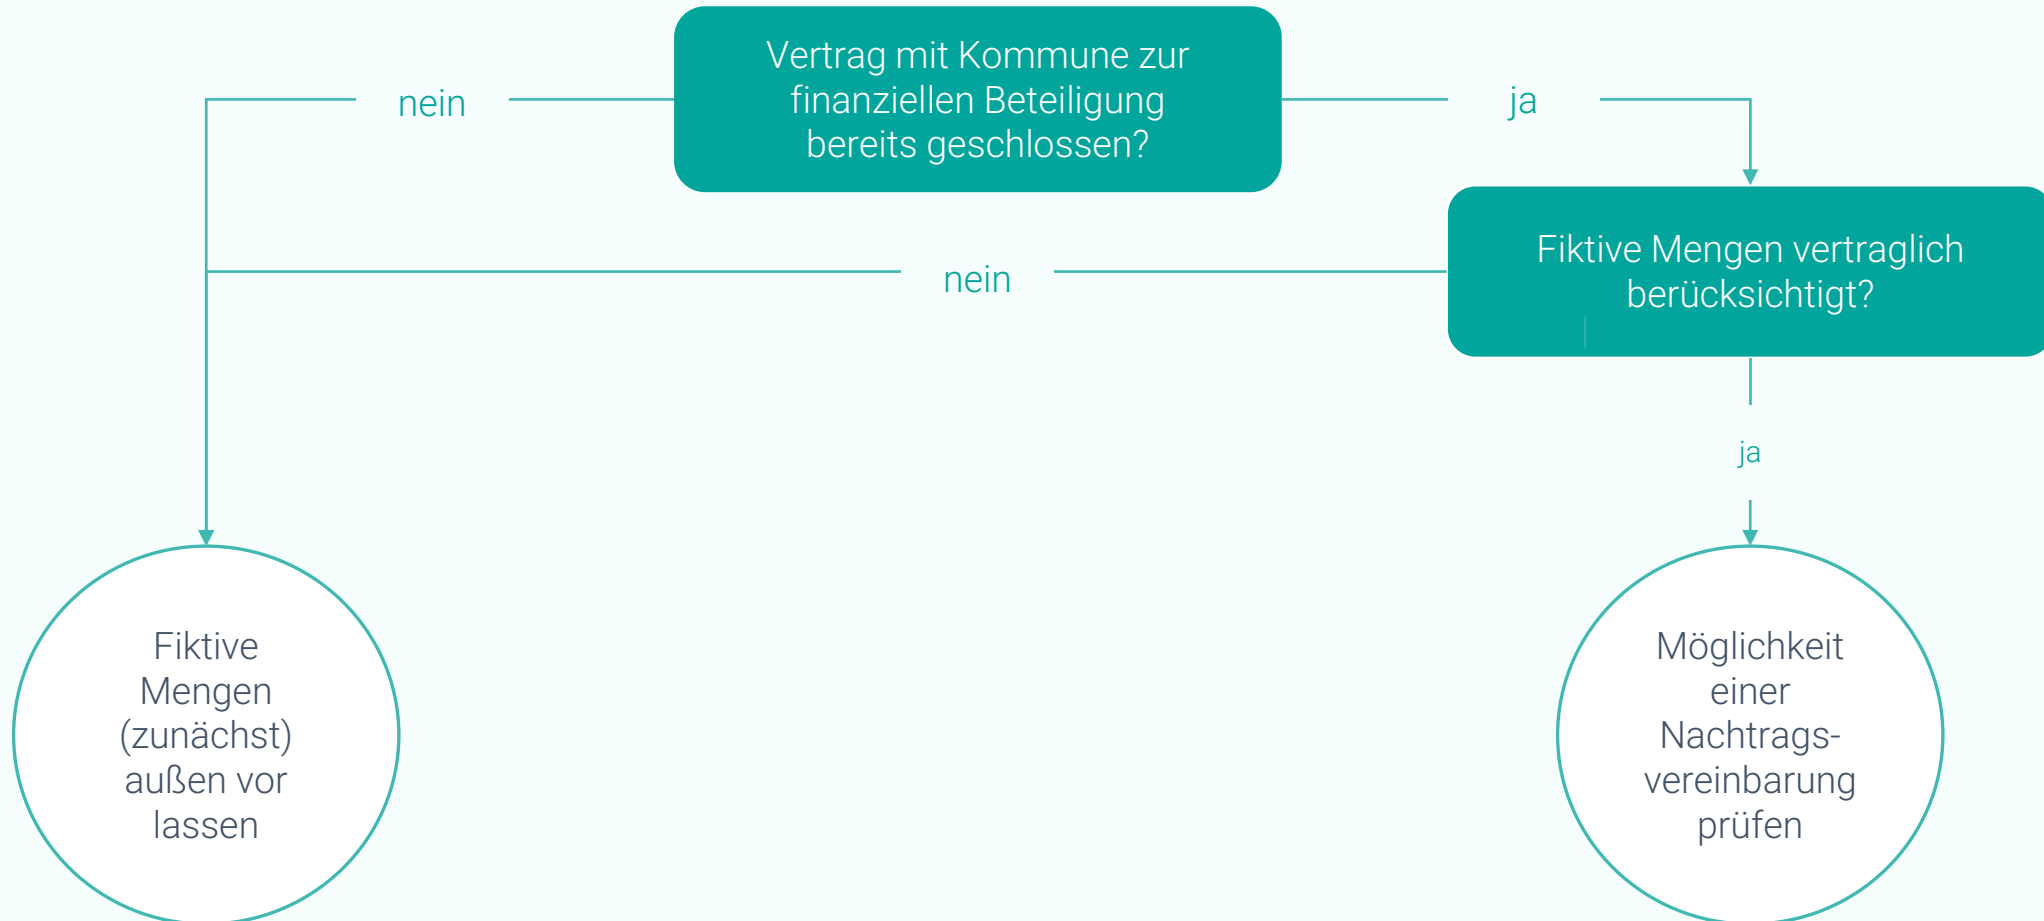 Vertrag mit Kommune zur
finanziellen Beteiligung
bereits geschlossen?
nein
ja
Fiktive Mengen vertraglich
berücksichtigt?
nein
ja
Fiktive
Mengen
(zunächst)
außen vor
lassen
Möglichkeit
einer
Nachtrags-
vereinbarung
prüfen